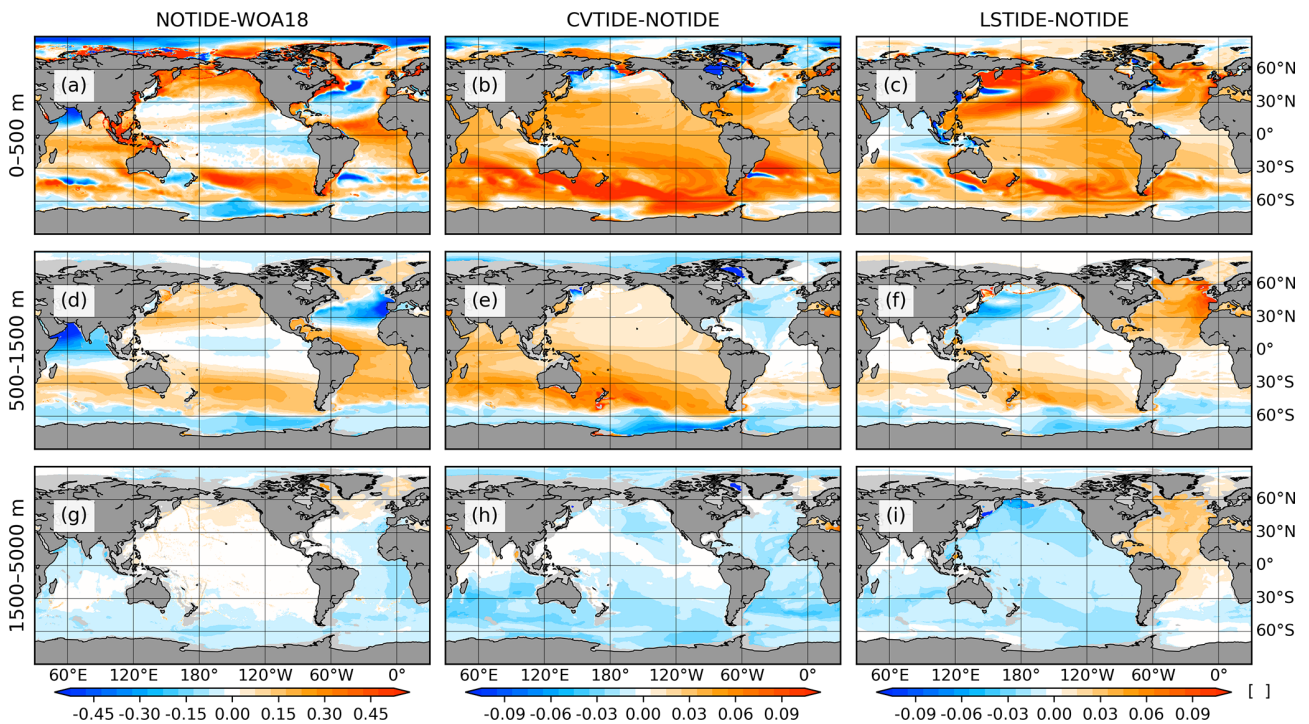 NOTIDE-WOA18 CVTIDE-NOTIDE LSTIDE-NOTIDE
0–500 m (a) (b) (c) 60°N
30°N
0°
30°S
60°S
500–1500 m (d) (e) (f) 60°N
30°N
0°
30°S
60°S
1500–5000 m (g) (h) (i) 60°N
30°N
0°
30°S
60°S
60°E 120°E 180° 120°W 60°W 0° 60°E 120°E 180° 120°W 60°W 0° 60°E 120°E 180° 120°W 60°W 0°
[ ]
-0.45 -0.30 -0.15 0.00 0.15 0.30 0.45 -0.09 -0.06 -0.03 0.00 0.03 0.06 0.09 -0.09 -0.06 -0.03 0.00 0.03 0.06 0.09